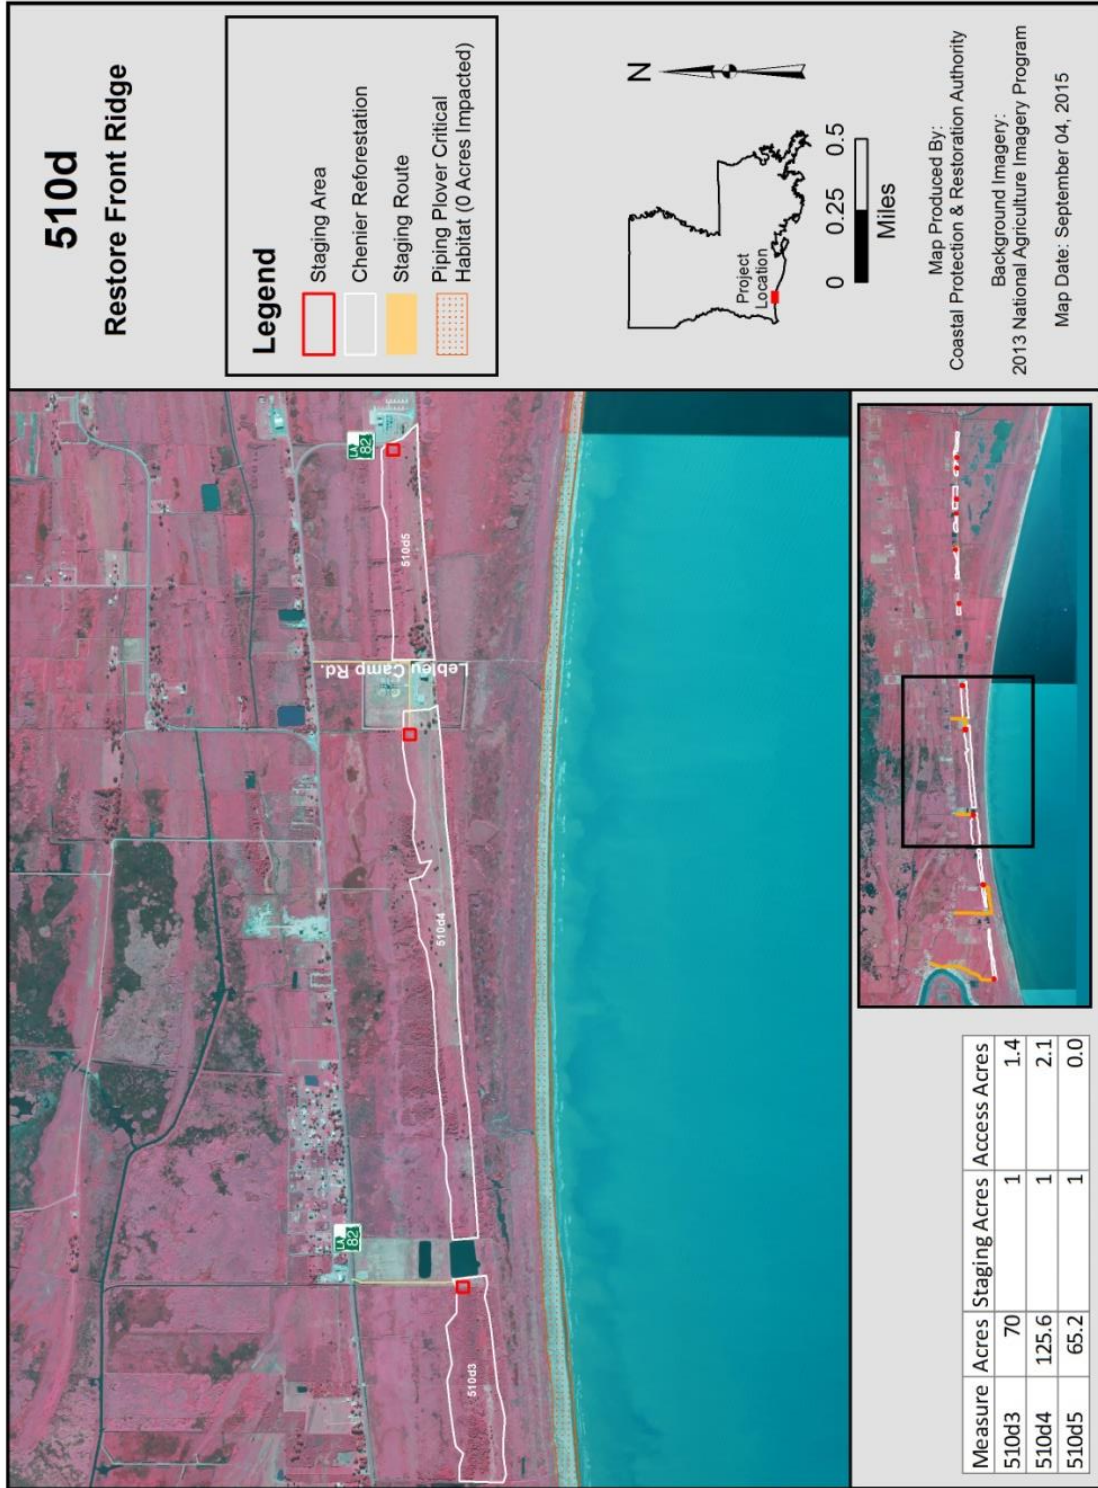 510d
Restore Front Ridge
Legend
Staging Area
Chenier Reforestation
Staging Route
Piping Plover Critical
Habitat (0 Acres Impacted)
N
Project
Location
0 0.25 0.5
Miles
Map Produced By:
Coastal Protection & Restoration Authority
Background Imagery:
2013 National Agriculture Imagery Program
Map Date: September 04, 2015
LA
82
LA
82
510d5
Lebleu Camp Rd.
510d4
510d3
Measure Acres Staging Acres Access Acres
510d3 70 1 1.4
510d4 125.6 1 2.1
510d5 65.2 1 0.0